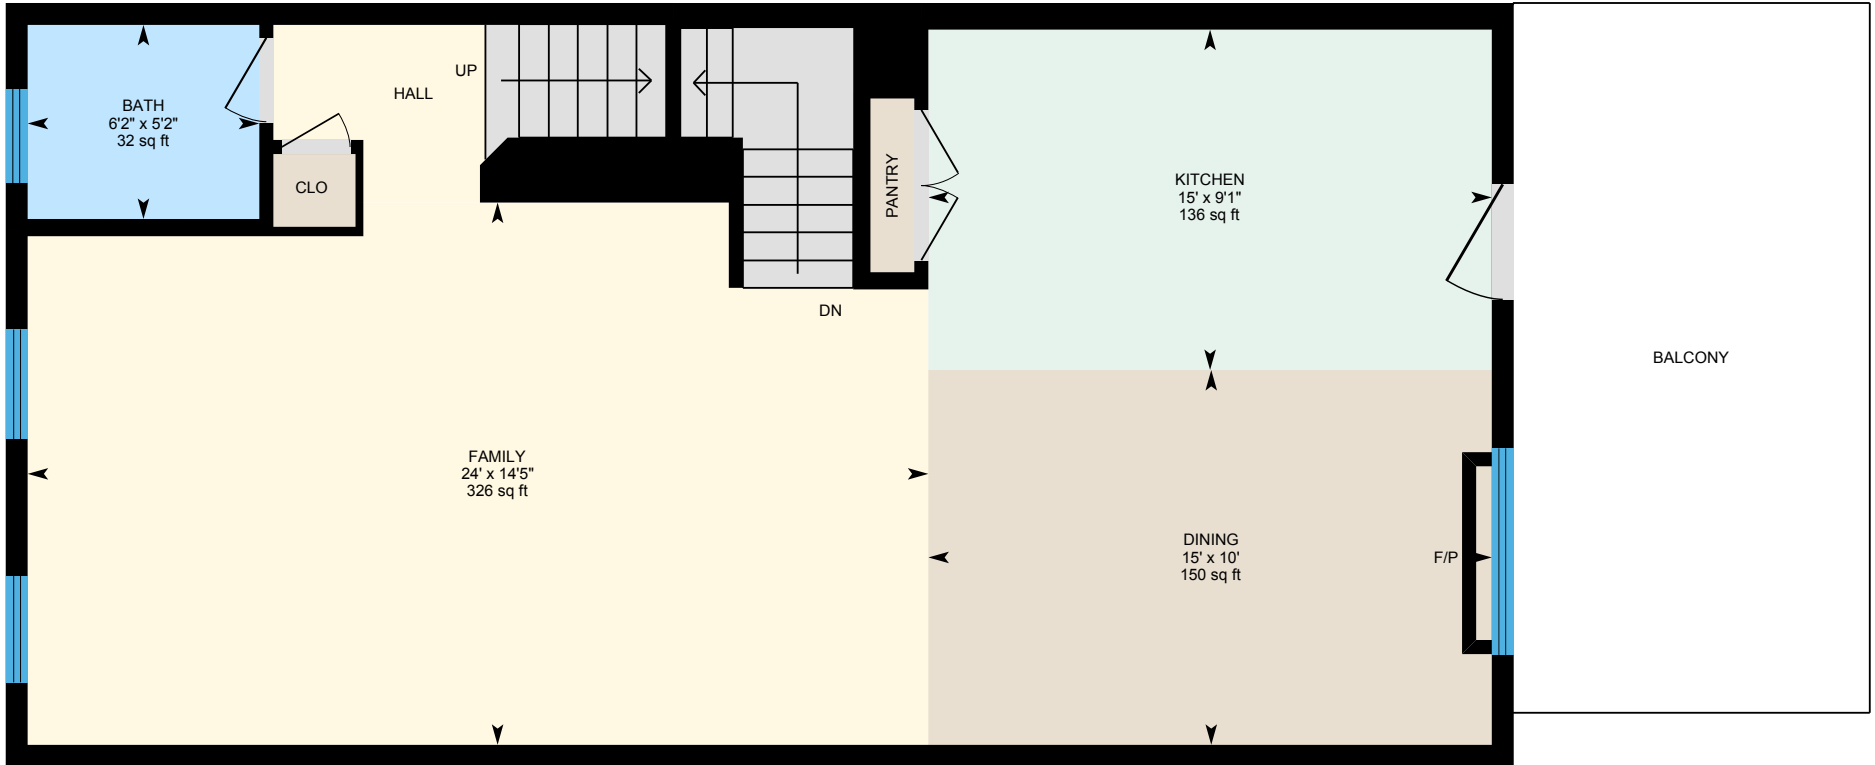 BATH
6'2" x 5'2"
32 sq ft
HALL
UP
CLO
PANTRY
KITCHEN
15' x 9'1"
136 sq ft
DN
BALCONY
FAMILY
24' x 14'5"
326 sq ft
DINING
15' x 10'
150 sq ft
F/P